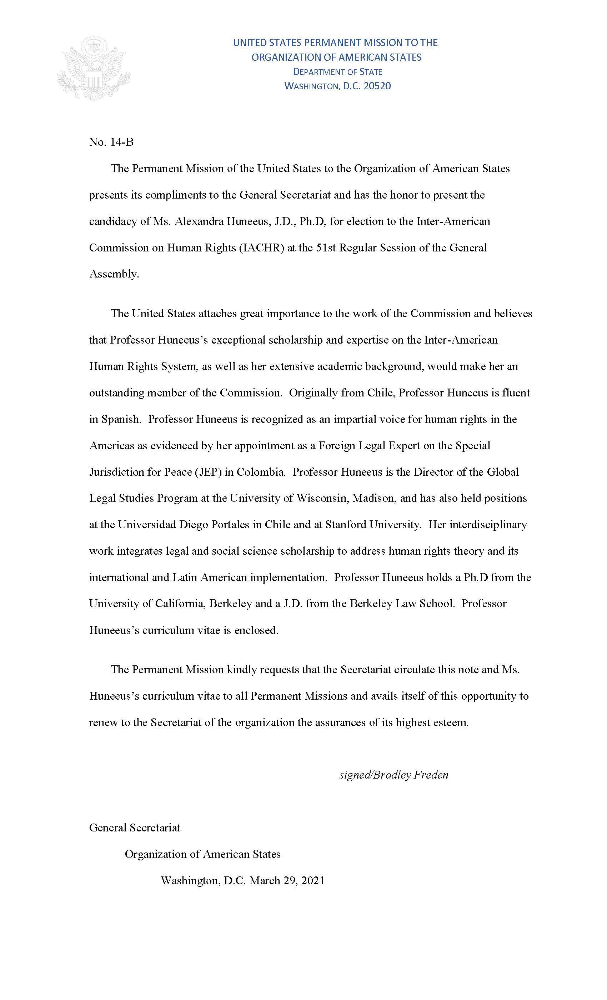 UNITED STATES PERMANENT MISSION TO THE
ORGANIZATION OF AMERICAN STATES
DEPARTMENT OF STATE
WASHINGTON, D.C. 20520
No. 14-B
The Permanent Mission of the United States to the Organization of American States
presents its compliments to the General Secretariat and has the honor to present the
candidacy of Ms. Alexandra Huneeus, J.D., Ph.D, for election to the Inter-American
Commission on Human Rights (IACHR) at the 51st Regular Session of the General
Assembly.
The United States attaches great importance to the work of the Commission and believes
that Professor Huneeus’s exceptional scholarship and expertise on the Inter-American
Human Rights System, as well as her extensive academic background, would make her an
outstanding member of the Commission.  Originally from Chile, Professor Huneeus is fluent
in Spanish.  Professor Huneeus is recognized as an impartial voice for human rights in the
Americas as evidenced by her appointment as a Foreign Legal Expert on the Special
Jurisdiction for Peace (JEP) in Colombia.  Professor Huneeus is the Director of the Global
Legal Studies Program at the University of Wisconsin, Madison, and has also held positions
at the Universidad Diego Portales in Chile and at Stanford University.  Her interdisciplinary
work integrates legal and social science scholarship to address human rights theory and its
international and Latin American implementation.  Professor Huneeus holds a Ph.D from the
University of California, Berkeley and a J.D. from the Berkeley Law School.  Professor
Huneeus’s curriculum vitae is enclosed.
The Permanent Mission kindly requests that the Secretariat circulate this note and Ms.
Huneeus’s curriculum vitae to all Permanent Missions and avails itself of this opportunity to
renew to the Secretariat of the organization the assurances of its highest esteem.
signed/Bradley Freden
General Secretariat
Organization of American States
Washington, D.C. March 29, 2021